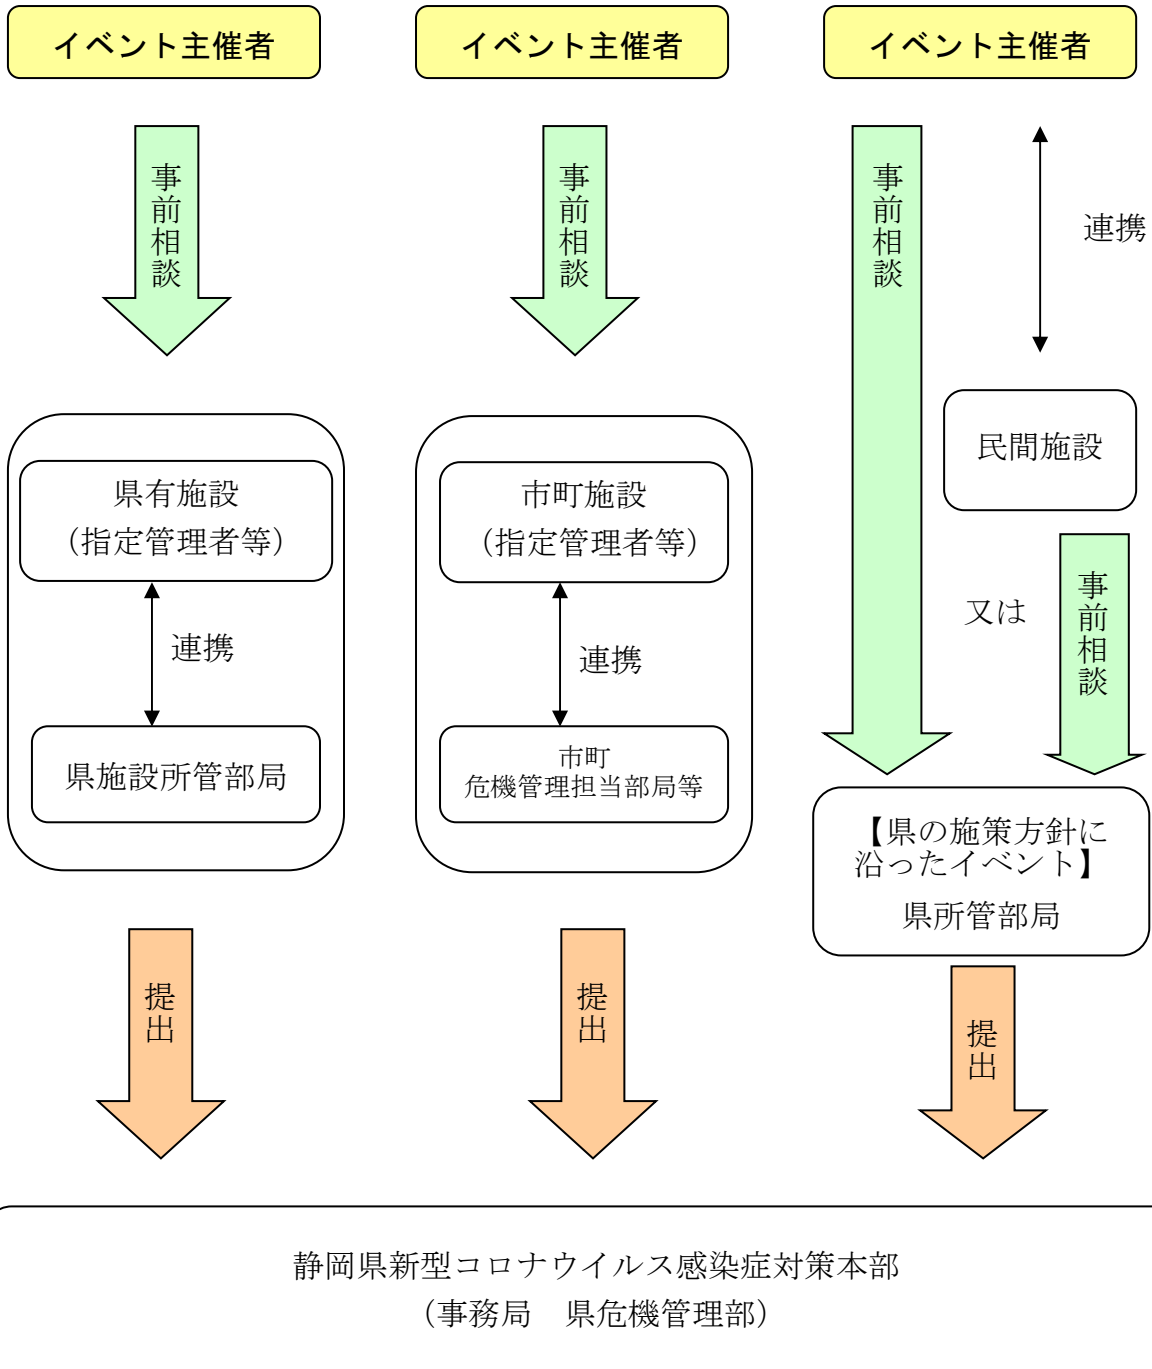 イベント主催者
イベント主催者
イベント主催者
事前相談
事前相談
事前相談
連携
県有施設
（指定管理者等）
連携
県施設所管部局
市町施設
（指定管理者等）
連携
市町
危機管理担当部局等
民間施設
又は
事前相談
【県の施策方針に
沿ったイベント】
県所管部局
提出
提出
提出
静岡県新型コロナウイルス感染症対策本部
（事務局　県危機管理部）